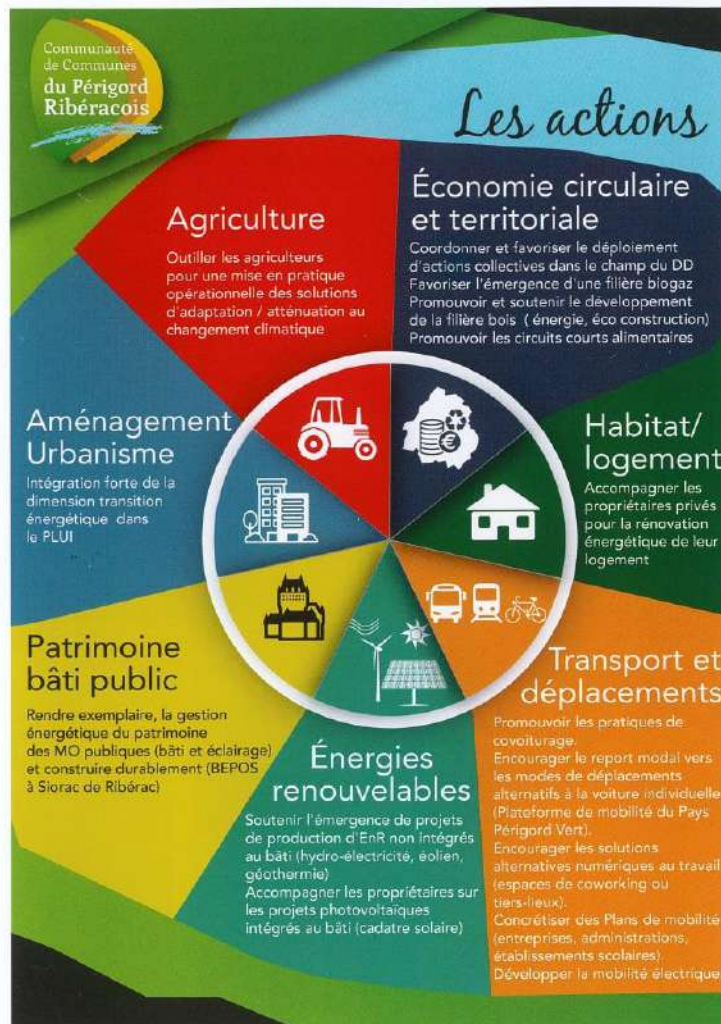 Communauté
de Communes
du Périgord
Ribéracois
Les actions
Agriculture
Outiller les agriculteurs
pour une mise en pratique
opérationnelle des solutions
d'adaptation / atténuation au
changement climatique
Économie circulaire
et territoriale
Coordonner et favoriser le déploiement
d'actions collectives dans le champ du DD
Favoriser l'émergence d'une filière biogaz
Promouvoir et soutenir le développement
de la filière bois ( énergie, éco construction)
Promouvoir les circuits courts alimentaires
Aménagement
Urbanisme
Intégration forte de la
dimension transition
énergétique dans
le PLUI
Habitat/
logement
Accompagner les
propriétaires privés
pour la rénovation
énergétique de leur
logement
Patrimoine
bâti public
Rendre exemplaire, la gestion
énergétique du patrimoine
des MO publiques (bâti et éclairage)
et construire durablement (BEPOS
à Siorac de Ribérac)
Énergies
renouvelables
Soutenir l'émergence de projets
de production d'EnR non intégrés
au bâti (hydro-électricité, éolien,
géothermie)
Accompagner les propriétaires sur
les projets photovoltaïques
intégrés au bâti (cadatre solaire)
Transport et
déplacements
Promouvoir les pratiques de
covoiturage.
Encourager le report modal vers
les modes de déplacements
alternatifs à la voiture individuelle
(Plateforme de mobilité du Pays
Périgord Vert).
Encourager les solutions
alternatives numériques au travail
(espaces de coworking ou
tiers-lieux).
Concrétiser des Plans de mobilité
(entreprises, administrations,
établissements scolaires)
Développer la mobilité électrique